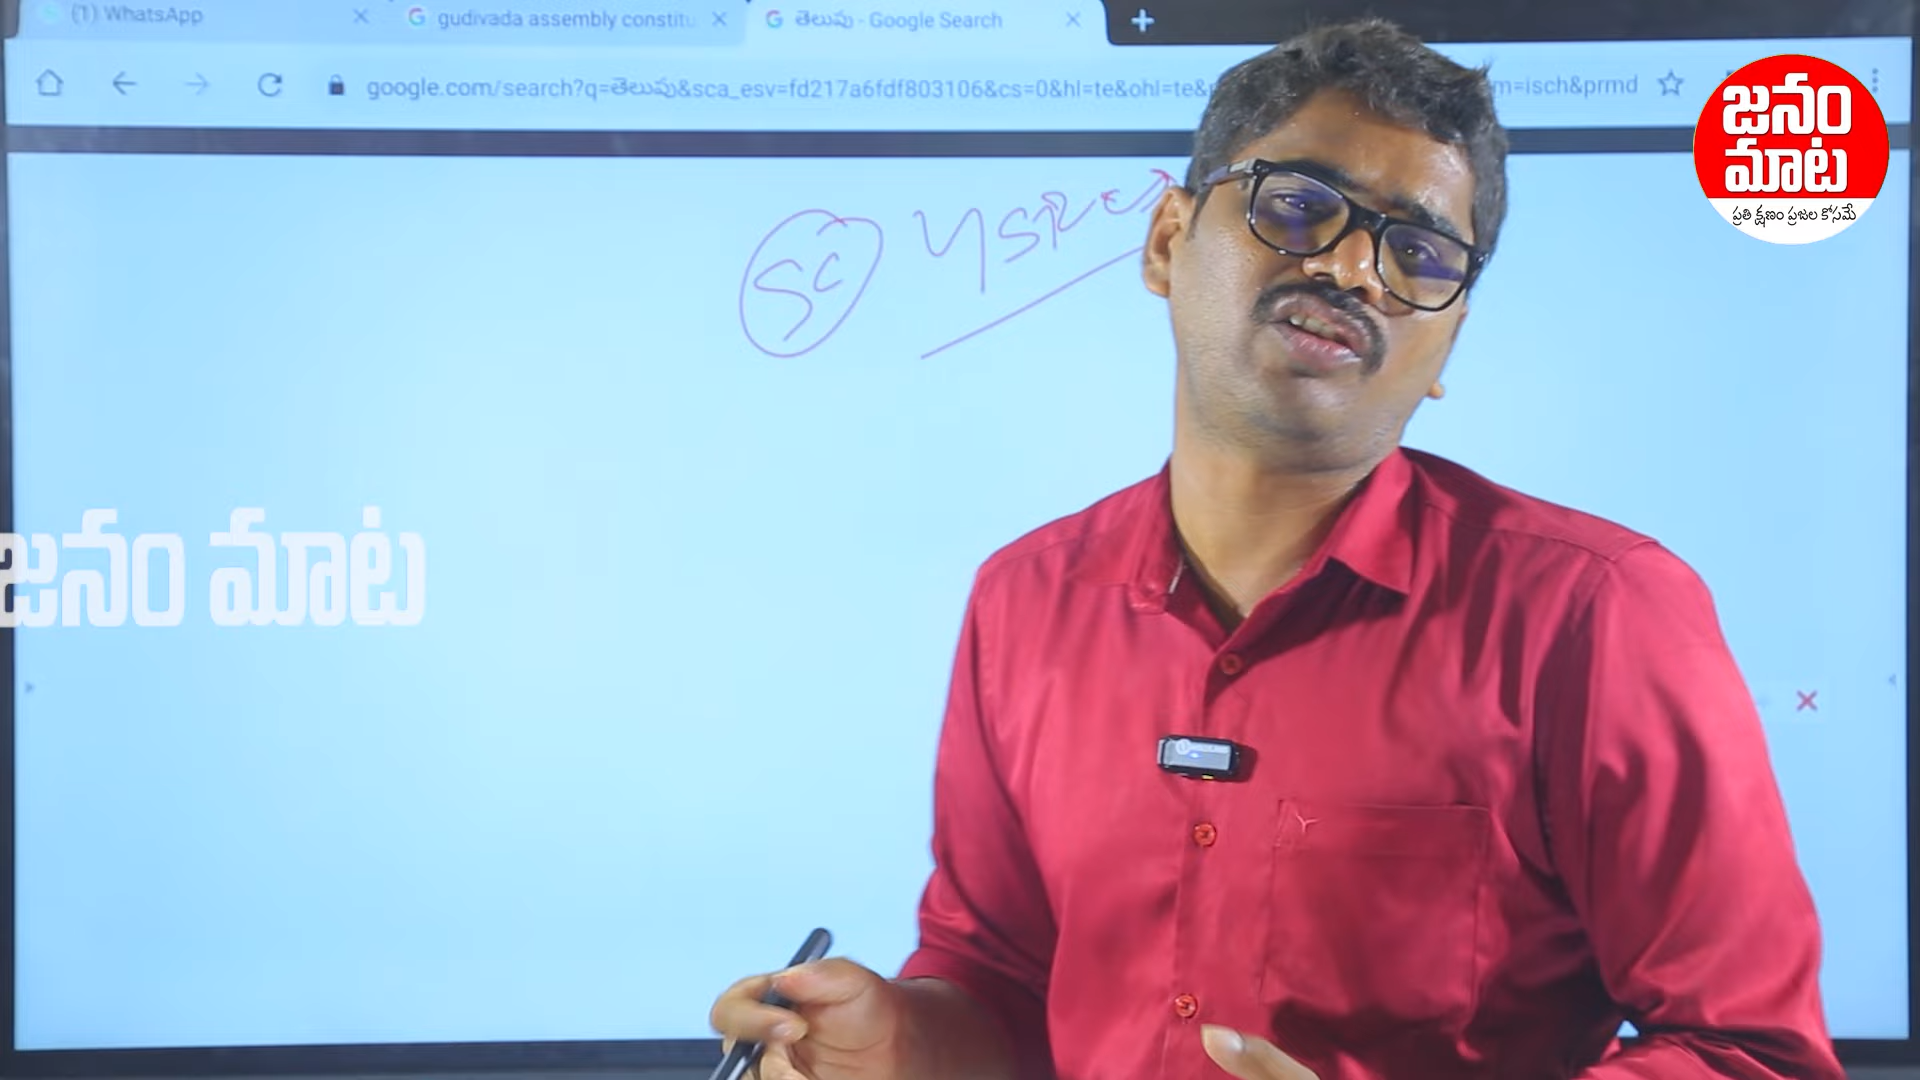 (1) WhatsApp
gudivada assembly constitu
తెలుపు - Google Search
google.com/search?q=తెలుపు&sca_esv=fd217a6fdf803106&cs=0&hl=te&ohl=te& m=isch&prmd
SC YSRCP
జనం
మాట
ప్రతి క్షణం ప్రజల కోసమే
జనం మాట